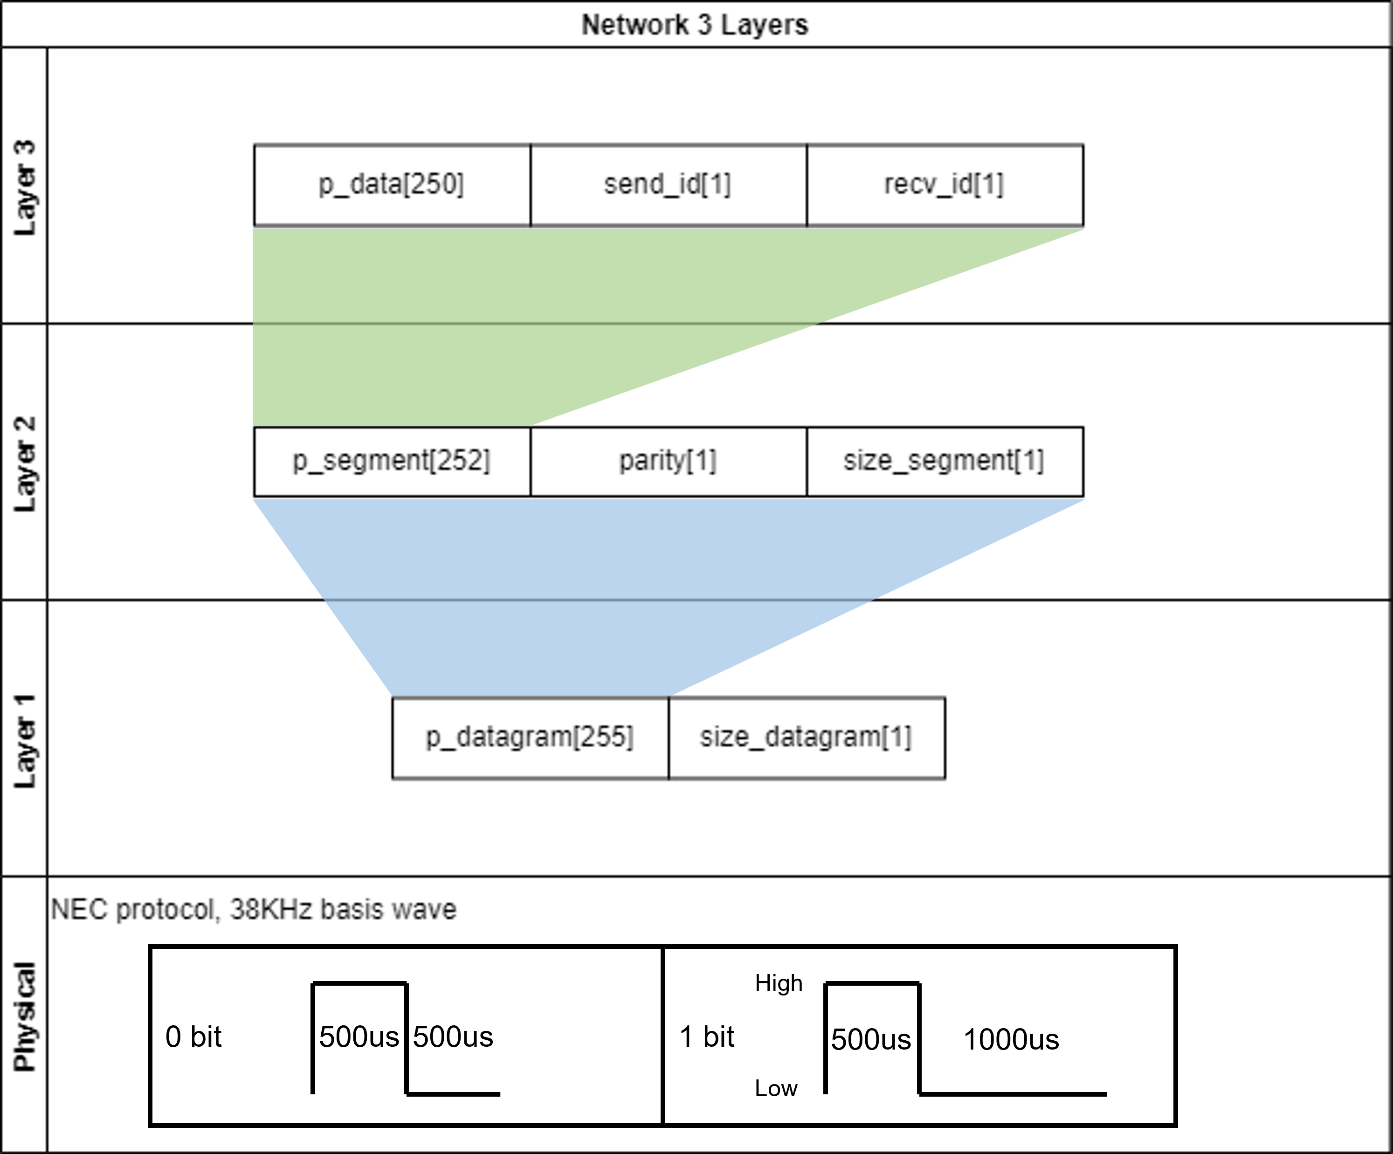 Network 3 Layers
Layer 3
p_data[250]
send_id[1]
recv_id[1]
Layer 2
p_segment[252]
parity[1]
size_segment[1]
Layer 1
p_datagram[255]
size_datagram[1]
Physical
NEC protocol, 38KHz basis wave
0 bit
500us
500us
1 bit
High
Low
500us
1000us